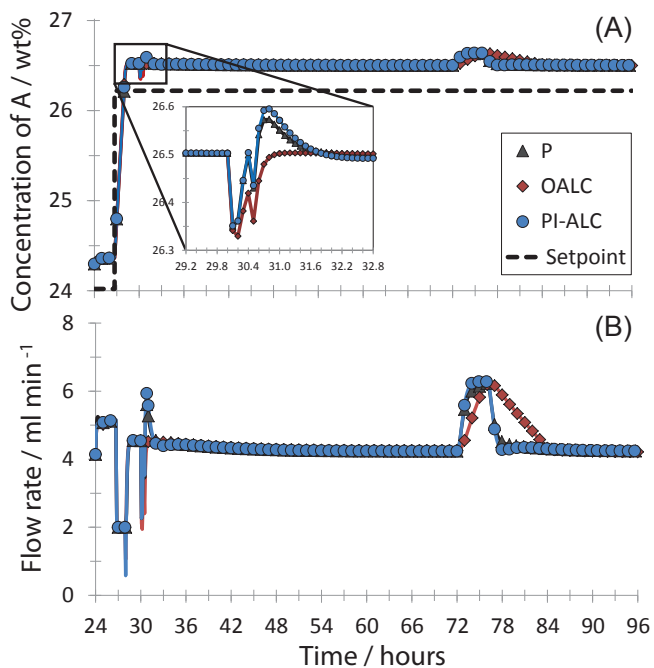 (A)
Concentration of A / wt%
27
26
25
24
26.6
26.5
26.4
26.3
29.2 29.8 30.4 31.0 31.6 32.2 32.8
P
OALC
PI-ALC
Setpoint
(B)
Flow rate / ml min⁻¹
8
6
4
2
0
24 30 36 42 48 54 60 66 72 78 84 90 96
Time / hours